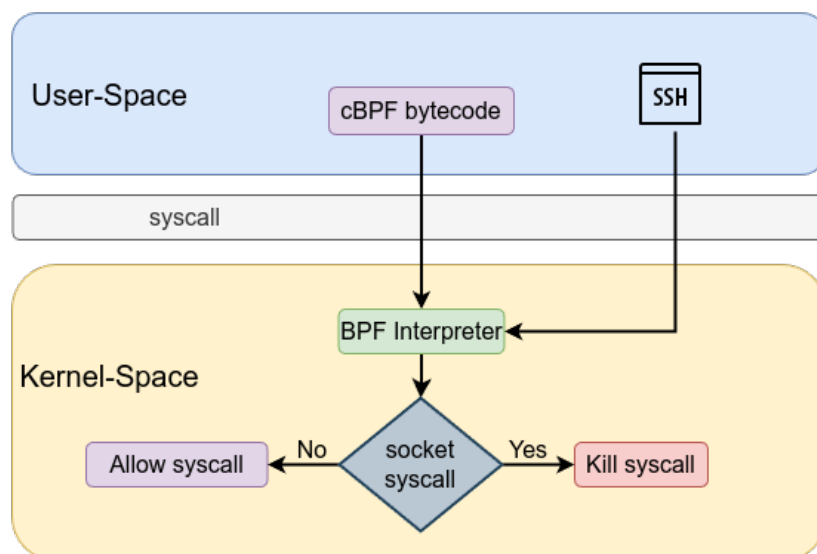 User-Space
cBPF bytecode
SSH
syscall
BPF Interpreter
Kernel-Space
Allow syscall
No
socket
syscall
Yes
Kill syscall